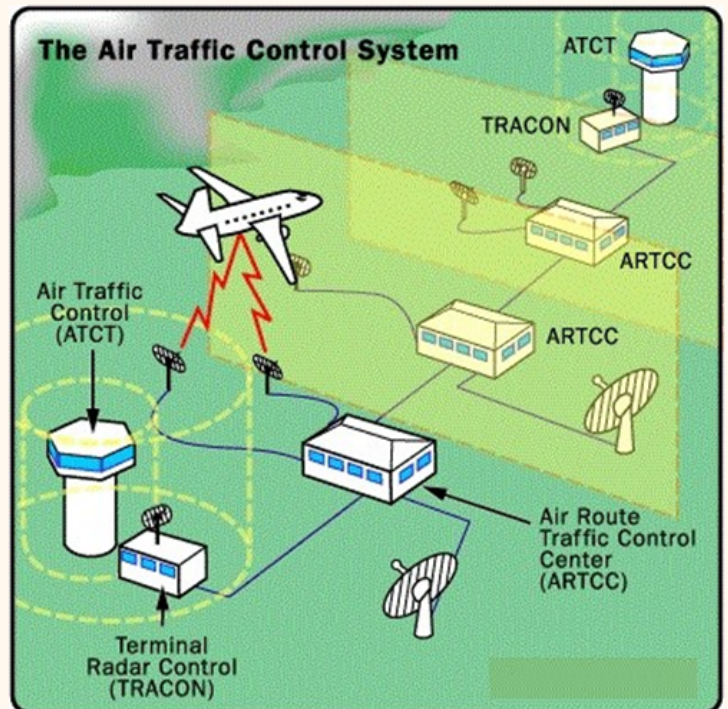 The Air Traffic Control System
ATCT
TRACON
ARTCC
ARTCC
Air Traffic
Control
(ATCT)
Air Route
Traffic Control
Center
(ARTCC)
Terminal
Radar Control
(TRACON)